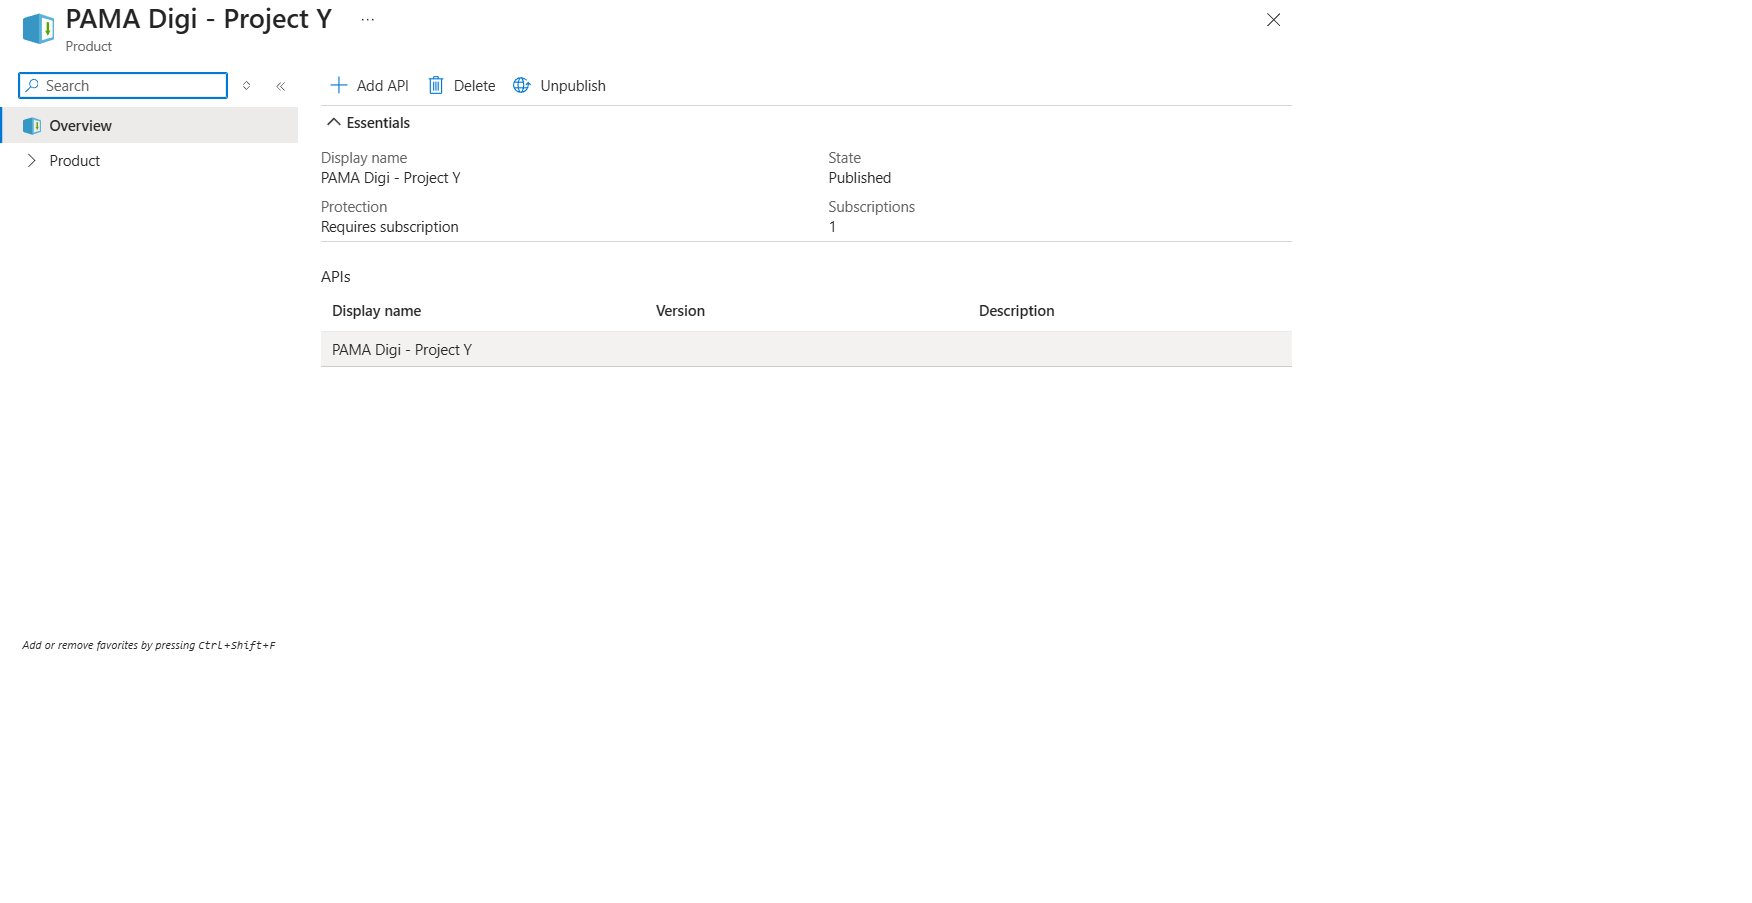 PAMA Digi - Project Y ...
Product
Search
Overview
Product
Add or remove favorites by pressing Ctrl+Shift+F
Add API Delete Unpublish
Essentials
Display name
PAMA Digi - Project Y
State
Published
Protection
Requires subscription
Subscriptions
1
APIs
Display name Version Description
PAMA Digi - Project Y